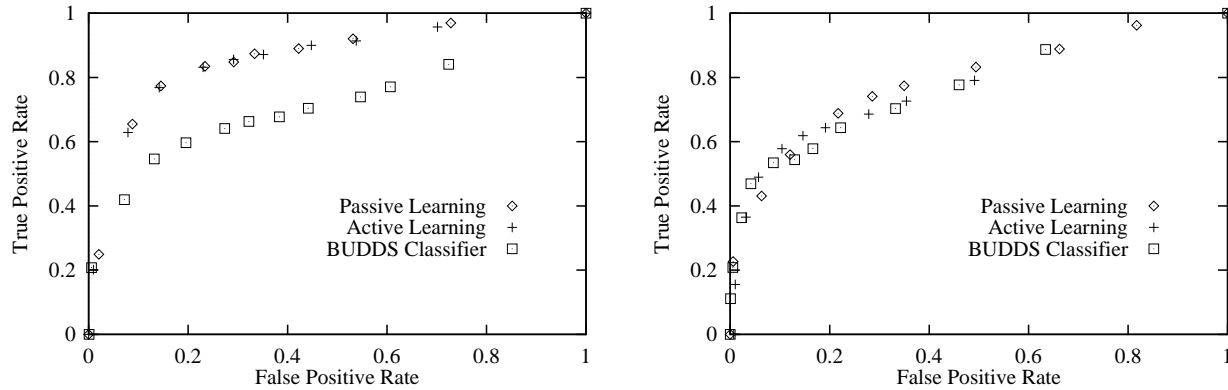 1
0.8
0.6
0.4
0.2
0
True Positive Rate
Passive Learning
Active Learning
BUDDS Classifier
0 0.2 0.4 0.6 0.8 1
False Positive Rate
1
0.8
0.6
0.4
0.2
0
True Positive Rate
Passive Learning
Active Learning
BUDDS Classifier
0 0.2 0.4 0.6 0.8 1
False Positive Rate